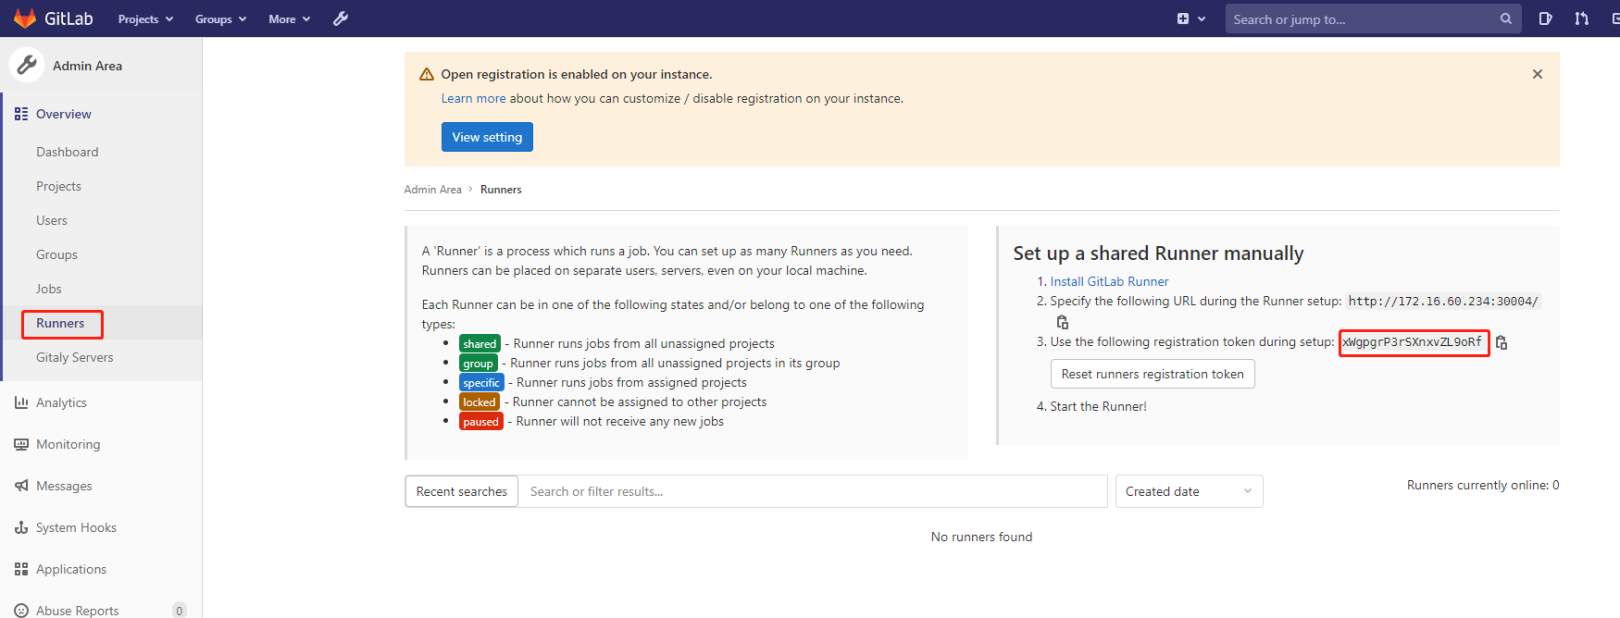 GitLab Projects Groups More Search or jump to...
Admin Area
Overview
Dashboard
Projects
Users
Groups
Jobs
Runners
Gitaly Servers
Analytics
Monitoring
Messages
System Hooks
Applications
Abuse Reports 0
Open registration is enabled on your instance.
Learn more about how you can customize / disable registration on your instance.
View setting
Admin Area > Runners
A 'Runner' is a process which runs a job. You can set up as many Runners as you need.
Runners can be placed on separate users, servers, even on your local machine.
Each Runner can be in one of the following states and/or belong to one of the following
types:
shared - Runner runs jobs from all unassigned projects
group - Runner runs jobs from all unassigned projects in its group
specific - Runner runs jobs from assigned projects
locked - Runner cannot be assigned to other projects
paused - Runner will not receive any new jobs
Set up a shared Runner manually
1. Install GitLab Runner
2. Specify the following URL during the Runner setup: http://172.16.60.234:30004/
3. Use the following registration token during setup: xWgpgrP3rSXnxvZL9oRf
Reset runners registration token
4. Start the Runner!
Recent searches Search or filter results... Created date
Runners currently online: 0
No runners found